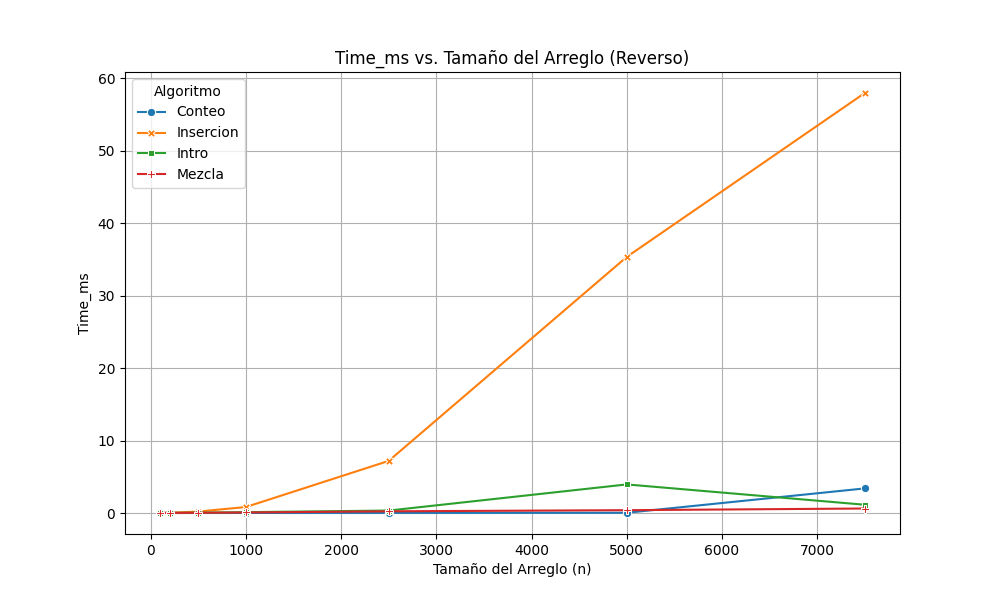 Time_ms vs. Tamaño del Arreglo (Reverso)
Algoritmo
Conteo
Insercion
Intro
Mezcla
Time_ms
60
50
40
30
20
10
0
0 1000 2000 3000 4000 5000 6000 7000
Tamaño del Arreglo (n)